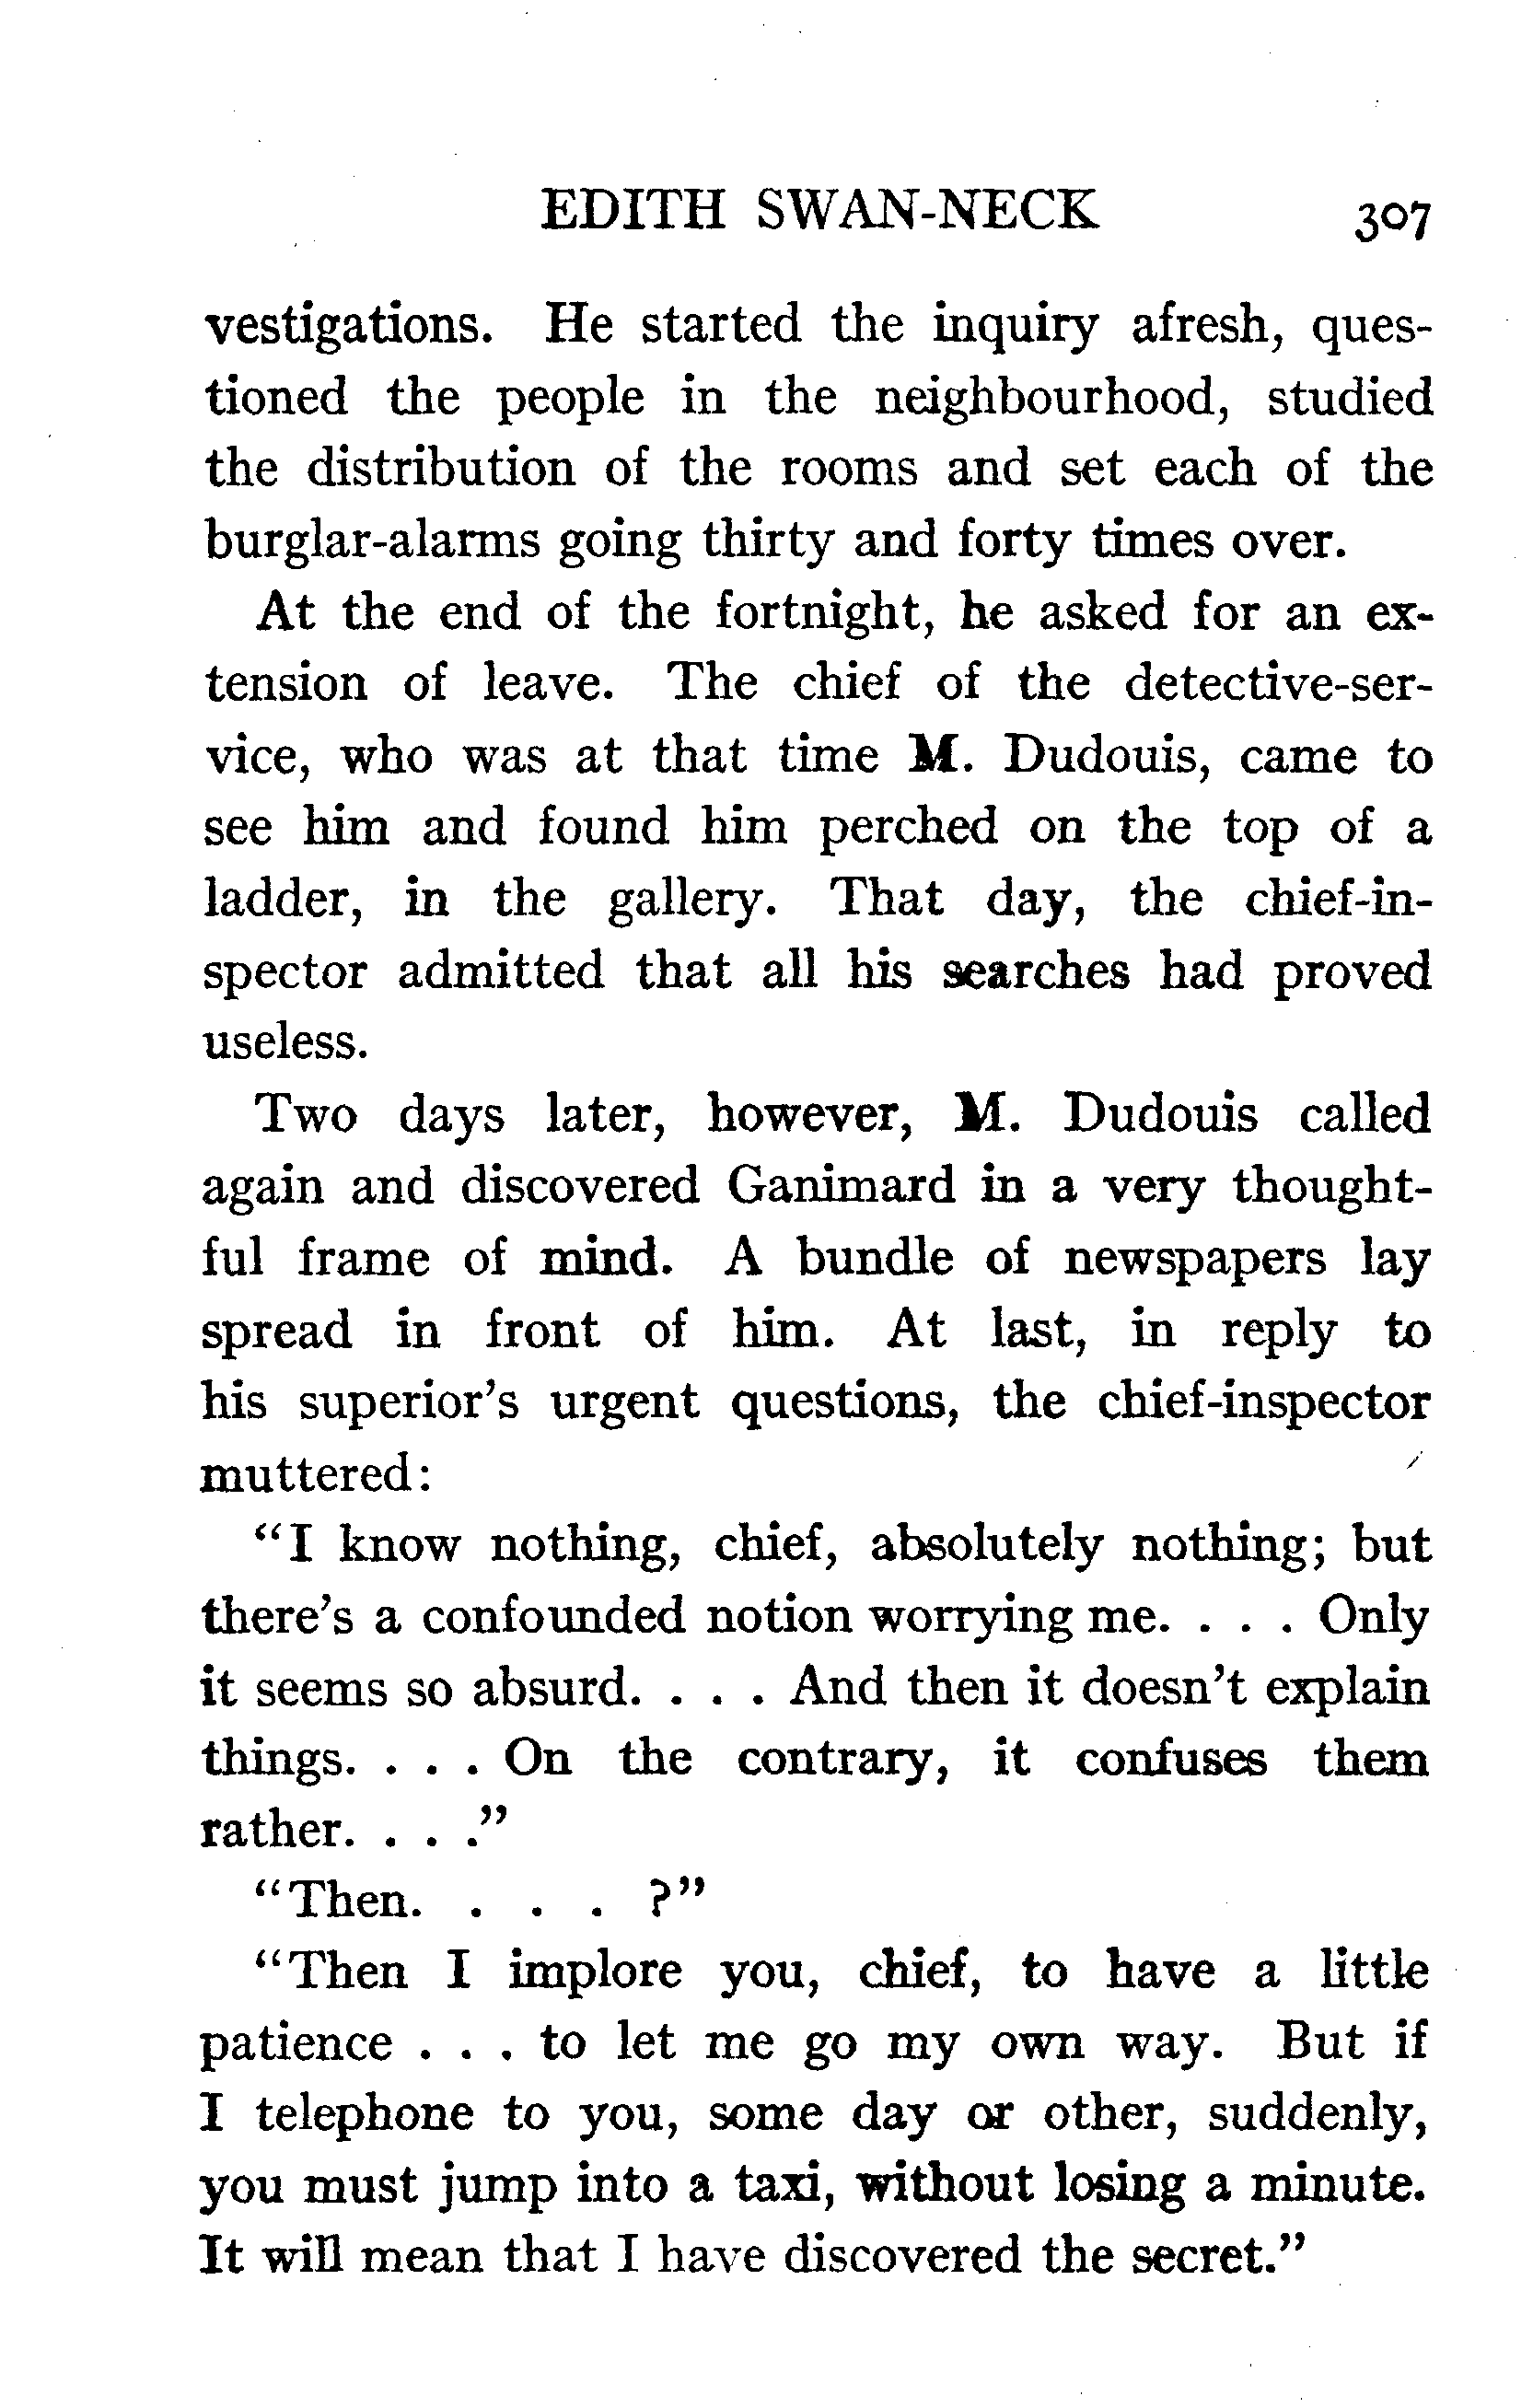 EDITH SWAN-NECK 307
vestigations. He started the inquiry afresh, ques-
tioned the people in the neighbourhood, studied
the distribution of the rooms and set each of the
burglar-alarms going thirty and forty times over.
At the end of the fortnight, he asked for an ex-
tension of leave. The chief of the detective-ser-
vice, who was at that time M. Dudouis, came to
see him and found him perched on the top of a
ladder, in the gallery. That day, the chief-in-
spector admitted that all his searches had proved
useless.
Two days later, however, M. Dudouis called
again and discovered Ganimard in a very thought-
ful frame of mind. A bundle of newspapers lay
spread in front of him. At last, in reply to
his superior's urgent questions, the chief-inspector
muttered:
"I know nothing, chief, absolutely nothing; but
there's a confounded notion worrying me. . . . Only
it seems so absurd. . . . And then it doesn't explain
things. . . . On the contrary, it confuses them
rather. . . ."
"Then. . . . ?"
"Then I implore you, chief, to have a little
patience . . . to let me go my own way. But if
I telephone to you, some day or other, suddenly,
you must jump into a taxi, without losing a minute.
It will mean that I have discovered the secret."